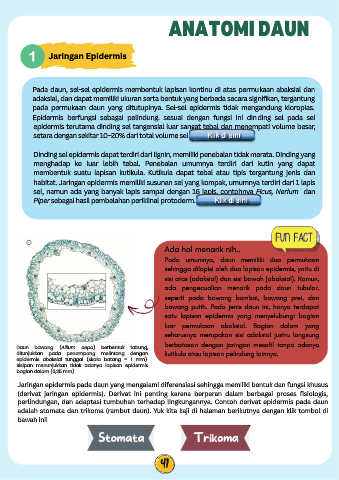 ANATOMI DAUN
1 Jaringan Epidermis
Pada daun, sel-sel epidermis membentuk lapisan kontinu di atas permukaan abaksial dan
adaksial, dan dapat memiliki ukuran serta bentuk yang berbeda secara signifikan, tergantung
pada permukaan daun yang ditutupinya. Sel-sel epidermis tidak mengandung kloroplas.
Epidermis berfungsi sebagai pelindung, sesuai dengan fungsi ini dinding sel pada sel
epidermis terutama dinding sel tangensial luar sangat tebal dan menempati volume besar,
setara dengan sekitar 10-20% dari total volume sel Klik di sini
Dinding sel epidermis dapat terdiri dari lignin, memiliki penebalan tidak merata. Dinding yang
menghadap ke luar lebih tebal. Penebalan umumnya terdiri dari kutin yang dapat
membentuk suatu lapisan kutikula. Kutikula dapat tebal atau tipis tergantung jenis dan
habitat. Jaringan epidermis memiliki susunan sel yang kompak, umumnya terdiri dari 1 lapis
sel, namun ada yang banyak lapis sampai dengan 16 lapis, contohnya Ficus, Nerium dan
Piper sebagai hasil pembelahan periklinal protoderm. Klik di sini
FUN FACT
Ada hal menarik nih..
Pada umumnya, daun memiliki dua permukaan
sehingga dilapisi oleh dua lapisan epidermis, yaitu di
sisi atas (adaksial) dan sisi bawah (abaksial). Namun,
ada pengecualian menarik pada daun tubular,
seperti pada bawang bombai, bawang prei, dan
bawang putih. Pada jenis daun ini, hanya terdapat
satu lapisan epidermis yang menyelubungi bagian
luar permukaan abaksial. Bagian dalam yang
seharusnya merupakan sisi adaksial justru langsung
berbatasan dengan jaringan mesofil tanpa adanya
kutikula atau lapisan pelindung lainnya.
Daun bawang (Allium cepa) berbentuk tabung,
ditunjukkan pada penampang melintang dengan
epidermis abaksial tunggal (skala batang = 1 mm)
sisipan menunjukkan tidak adanya lapisan epidermis
bagian dalam (0,25 mm)
Jaringan epidermis pada daun yang mengalami diferensiasi sehingga memiliki bentuk dan fungsi khusus
(derivat jaringan epidermis). Derivat ini penting karena berperan dalam berbagai proses fisiologis,
perlindungan, dan adaptasi tumbuhan terhadap lingkungannya. Contoh derivat epidermis pada daun
adalah stomata dan trikoma (rambut daun). Yuk kita kaji di halaman berikutnya dengan klik tombol di
bawah ini!
Stomata Trikoma
41